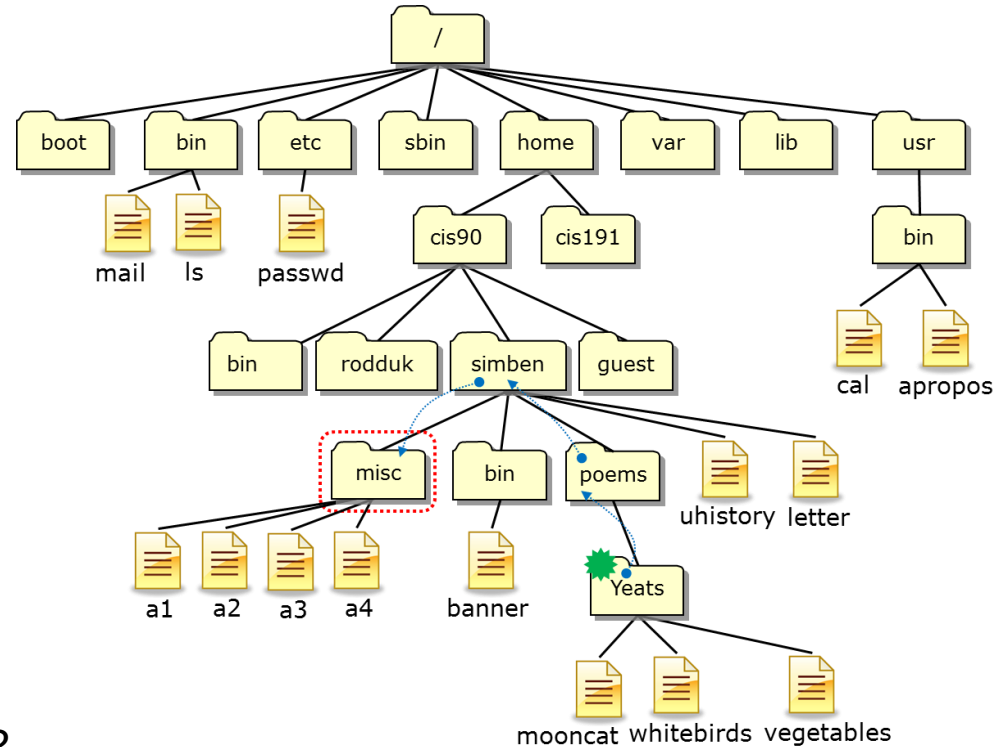 /
boot bin etc sbin home var lib usr
mail ls passwd
cis90 cis191 bin
bin rodduk simben guest
cal apropos
misc bin poems
uhistory letter
a1 a2 a3 a4 banner
Yeats
mooncat whitebirds vegetables